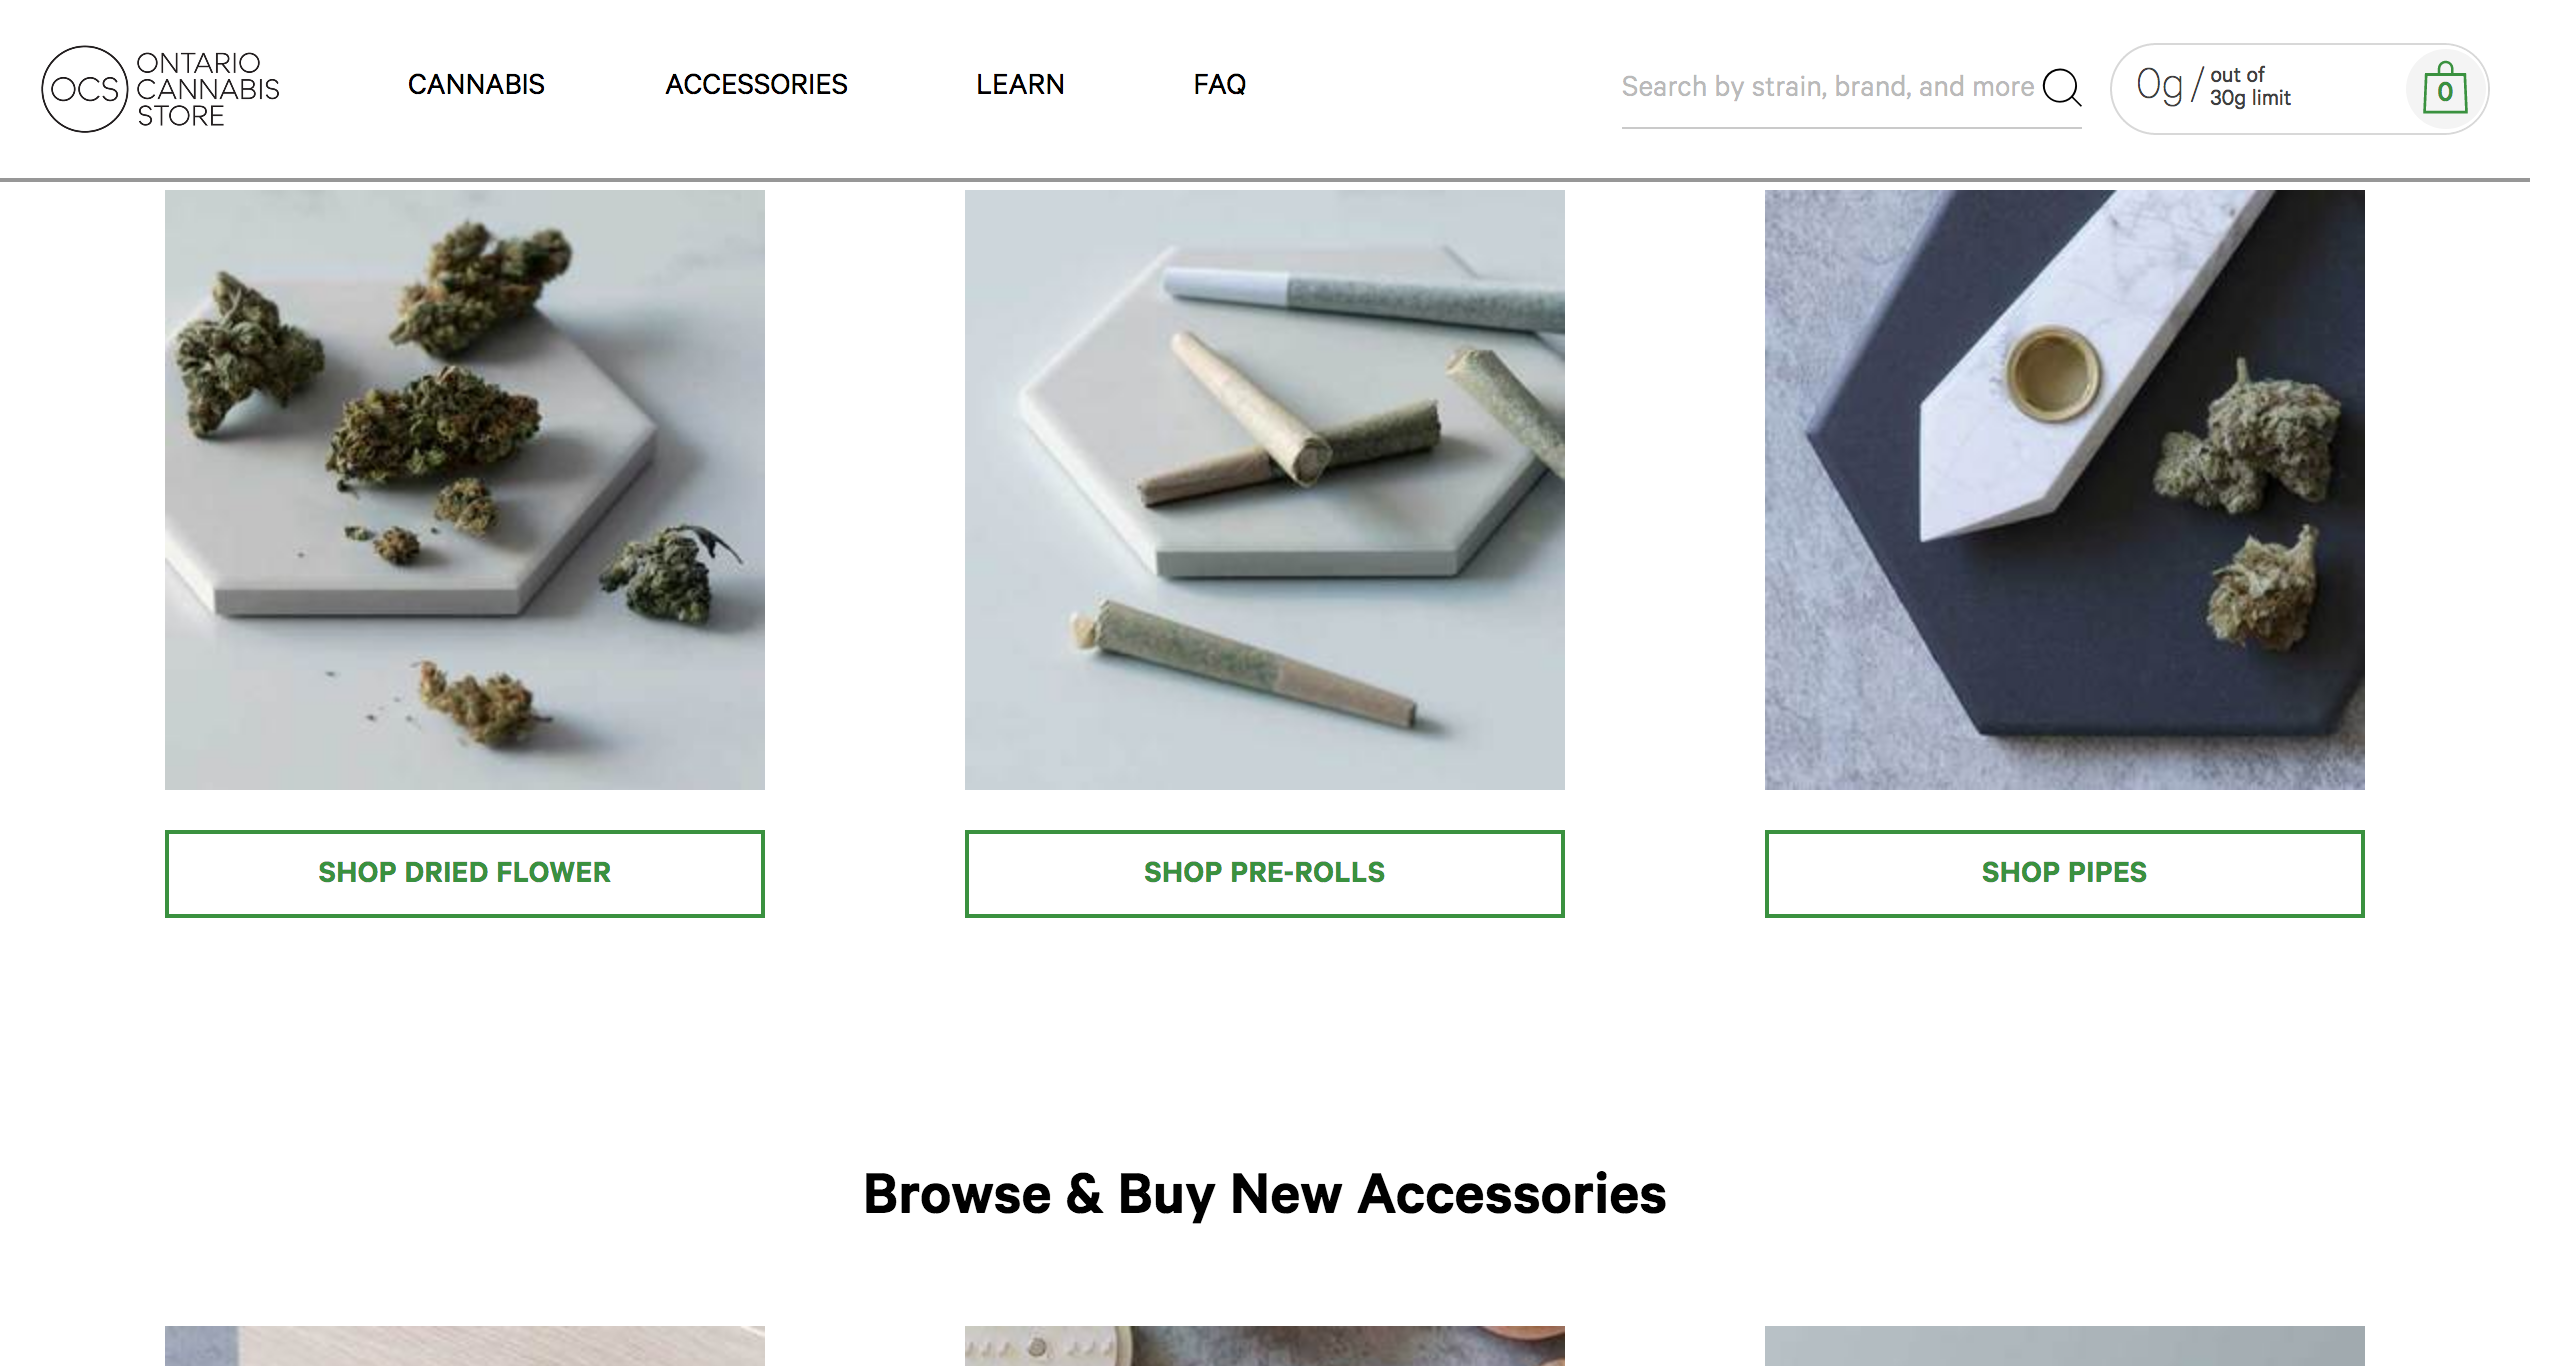 OCS
ONTARIO
CANNABIS
STORE
CANNABIS
ACCESSORIES
LEARN
FAQ
Search by strain, brand, and more
0g / out of
30g limit
0
SHOP DRIED FLOWER
SHOP PRE-ROLLS
SHOP PIPES
Browse & Buy New Accessories